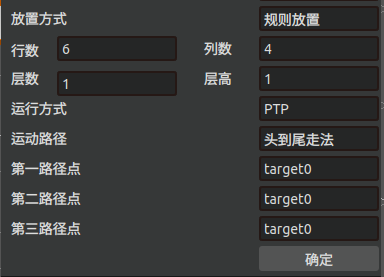 放置方式 规则放置
行数 6 列数 4
层数 1 层高 1
运行方式 PTP
运动路径 头到尾走法
第一路径点 target0
第二路径点 target0
第三路径点 target0
确定